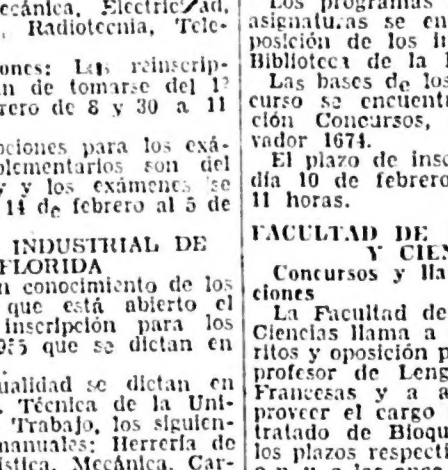 ecánica, Electricidad,
Radiotecnia, Tele-
ones: Las reinscrip-
n de tomarse del 1º
rero de 8 y 30 a 11
pciones para los exá-
plementarios son del
y y los exámenes se
14 de febrero al 5 de
INDUSTRIAL DE
FLORIDA
n conocimiento de los
que está abierto el
inscripción para los
que se dictan en
ualidad se dictan en
. Técnica de la Uni-
Trabajo, los siguien-
manuales: Herrería de
ística, Mecánica, Car-
Los programas
asignaturas se en
posición de los in
Biblioteca de la
Las bases de los
curso se encuent
ción Concursos,
vador 1674.
El plazo de insc
día 10 de febrero
11 horas.
FACULTAD DE
Y CIEN
Concursos y lla
ciones
La Facultad de
Ciencias llama a
ritos y oposición p
profesor de Leng
Francesas y a a
proveer el cargo
tratado de Bioqu
los plazos respecti